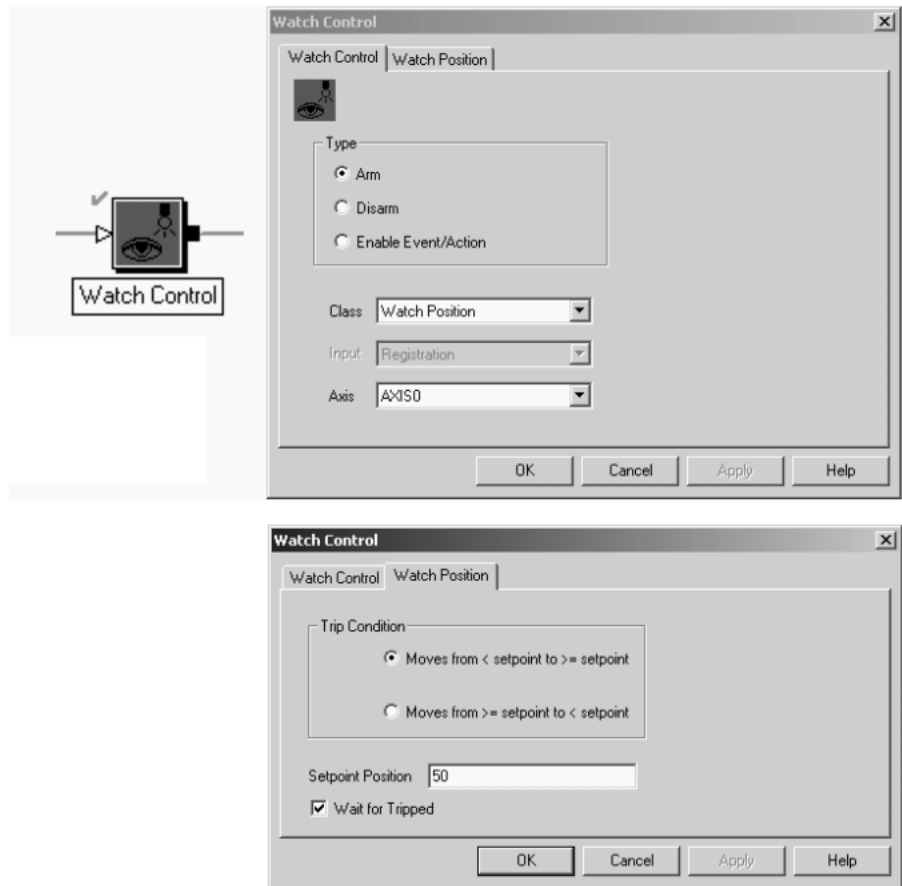 Watch Control
Watch Control
Watch Position
Type
Arm
Disarm
Enable Event/Action
Class
Watch Position
Input
Registration
Axis
AXIS0
OK
Cancel
Apply
Help
Watch Control
Watch Control
Watch Position
Trip Condition
Moves from < setpoint to >= setpoint
Moves from >= setpoint to < setpoint
Setpoint Position
50
Wait for Tripped
OK
Cancel
Apply
Help
Watch Control